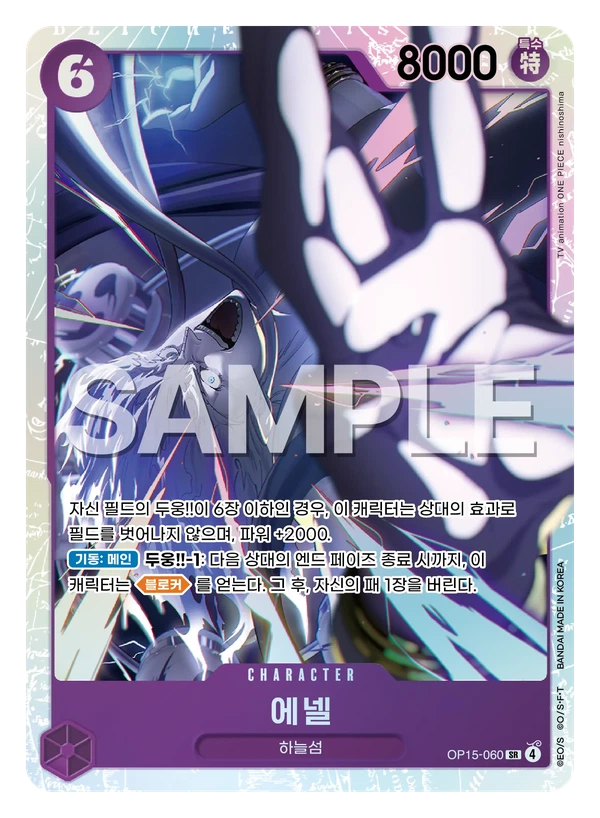 6
8000
특수
特
TV animation ONE PIECE nishinoshima
SAMPLE
자신 필드의 두웅!!이 6장 이하인 경우, 이 캐릭터는 상대의 효과로
필드를 벗어나지 않으며, 파워 +2000.
기동: 메인 두웅!!-1: 다음 상대의 엔드 페이즈 종료 시까지, 이
캐릭터는 블로커 를 얻는다. 그 후, 자신의 패 1장을 버린다.
CHARACTER
에넬
하늘섬
OP15-060 SR 4
©EO/S ©O/S·F·T BANDAI MADE IN KOREA